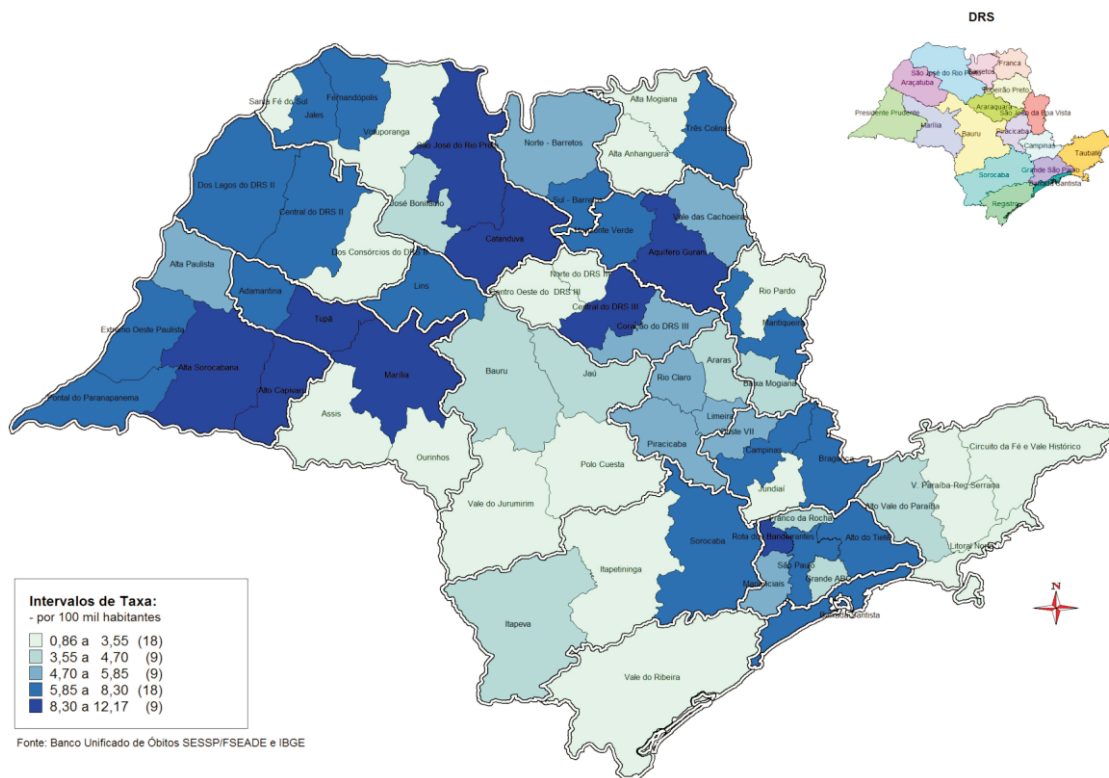 DRS
Franca
São José do Rio Preto
Barretos
Araçatuba
Ribeirão Preto
Araraquara
São João da Boa Vista
Presidente Prudente
Marília
Bauru
Piracicaba
Campinas
Taubate
Sorocaba
Grande São Paulo
Baixada Santista
Registro
Santa Fé do Sul
Jales
Fernandópolis
Votuporanga
Alta Mogiana
São José do Rio Preto
Norte - Barretos
Alta Anhanguera
Três Colinas
Dos Lagos do DRS II
Central do DRS II
José Bonifácio
Sul - Barretos
Horizonte Verde
Vale das Cachoeiras
Catanduva
Aquífero Guarani
Dos Consórcios do DRS II
Alta Paulista
Adamantina
Lins
Norte do DRS III
Centro Oeste do DRS III
Rio Pardo
Central do DRS III
Tupã
Mantiqueira
Extremo Oeste Paulista
Coração do DRS III
Alta Sorocabana
Araras
Marília
Bauru
Jaú
Rio Claro
Baixa Mogiana
Alto Capivara
Pontal do Paranapanema
Assis
Limeira
Oeste VII
Piracicaba
Campinas
Circuito da Fé e Vale Histórico
Ourinhos
Polo Cuesta
Bragança
V. Paraíba-Reg.Serrana
Jundiaí
Vale do Jurumirim
Alto Vale do Paraíba
Franco da Rocha
Rota dos Bandeirantes
Alto do Tietê
Sorocaba
Litoral Norte
São Paulo
Itapetininga
Mananciais
Grande ABC
Itapeva
Baixada Santista
N
Vale do Ribeira
Intervalos de Taxa:
- por 100 mil habitantes
0,86 a 3,55 (18)
3,55 a 4,70 (9)
4,70 a 5,85 (9)
5,85 a 8,30 (18)
8,30 a 12,17 (9)
Fonte: Banco Unificado de Óbitos SESSP/FSEADE e IBGE